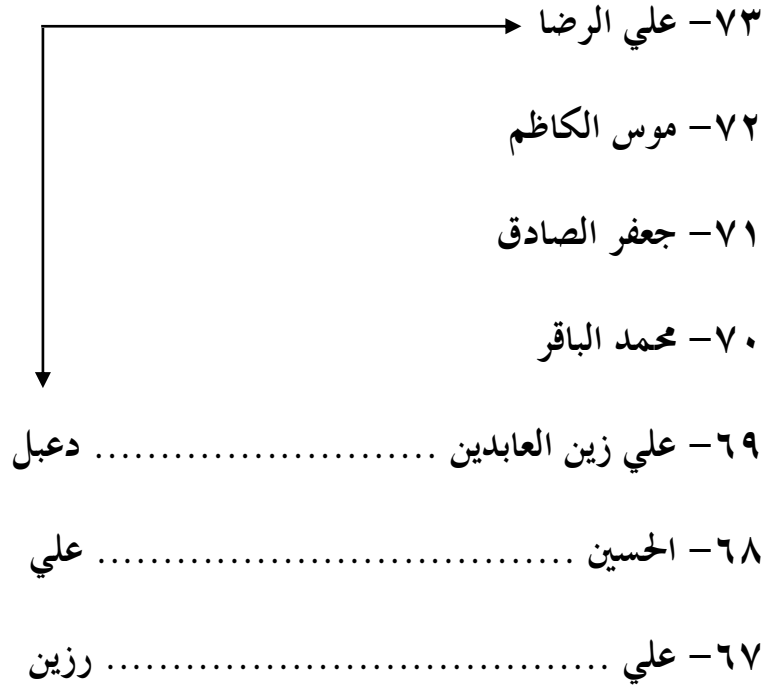 ٧٣– علي الرضا
٧٢– موس الكاظم
٧١– جعفر الصادق
٧٠– محمد الباقر
٦٩– علي زين العابدين .......................... دعبل
٦٨– الحسين .................................... علي
٦٧– علي ...................................... رزين